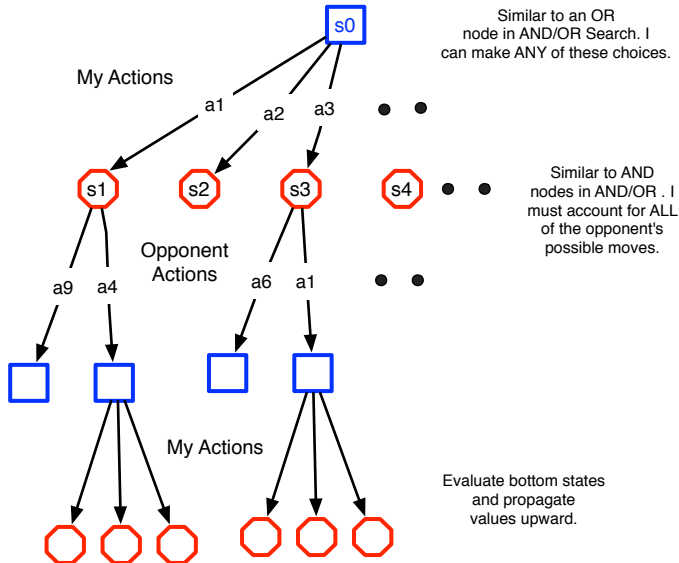 s0
Similar to an OR
node in AND/OR Search. I
can make ANY of these choices.
My Actions
a1
a2
a3
s1
s2
s3
s4
Similar to AND
nodes in AND/OR . I
must account for ALL
of the opponent's
possible moves.
Opponent
Actions
a9
a4
a6
a1
My Actions
Evaluate bottom states
and propagate
values upward.